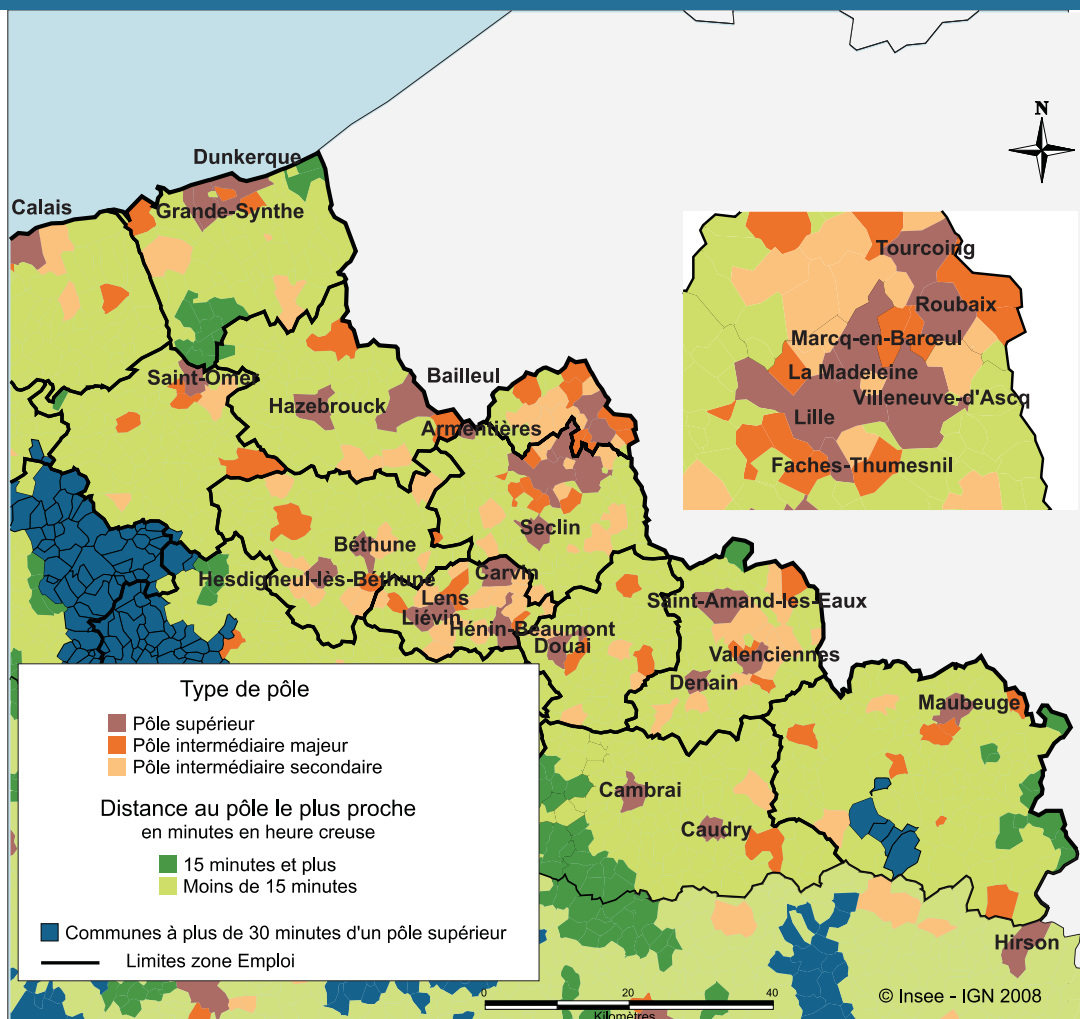 Dunkerque
Calais
Grande-Synthe
N
Tourcoing
Roubaix
Marcq-en-Barœul
La Madeleine
Villeneuve-d'Ascq
Lille
Faches-Thumesnil
Saint-Omer
Bailleul
Hazebrouck
Armentières
Seclin
Béthune
Hesdigneul-lès-Béthune
Carvin
Lens
Liévin
Hénin-Beaumont
Douai
Saint-Amand-les-Eaux
Valenciennes
Denain
Maubeuge
Cambrai
Caudry
Hirson
Type de pôle
Pôle supérieur
Pôle intermédiaire majeur
Pôle intermédiaire secondaire
Distance au pôle le plus proche
en minutes en heure creuse
15 minutes et plus
Moins de 15 minutes
Communes à plus de 30 minutes d'un pôle supérieur
Limites zone Emploi
0 20 40
Kilomètres
© Insee - IGN 2008